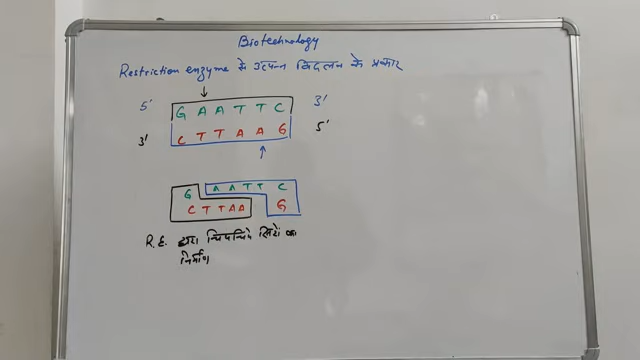 Biotechnology
Restriction enzyme से उत्पन्न विदलन के प्रकार
5' G A A T T C 3'
3' C T T A A G 5'
G A A T T C
C T T A A G
R.E. द्वारा चिपचिपे सिरों का
निर्माण